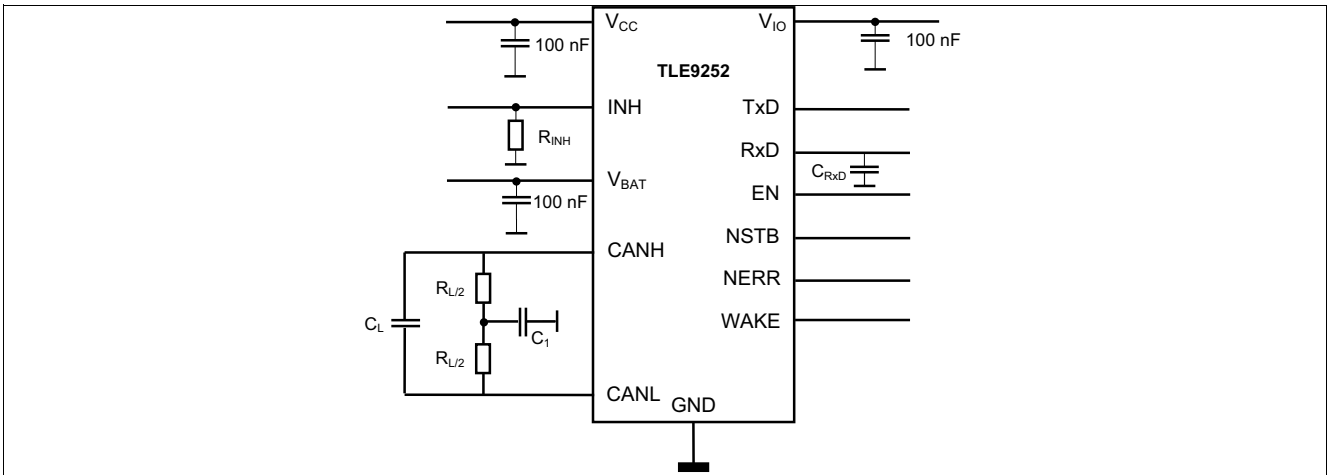 V_CC
V_IO
100 nF
100 nF
TLE9252
INH
TxD
R_INH
RxD
C_RxD
V_BAT
EN
100 nF
NSTB
CANH
R_L/2
NERR
C_L
C_1
WAKE
R_L/2
CANL
GND